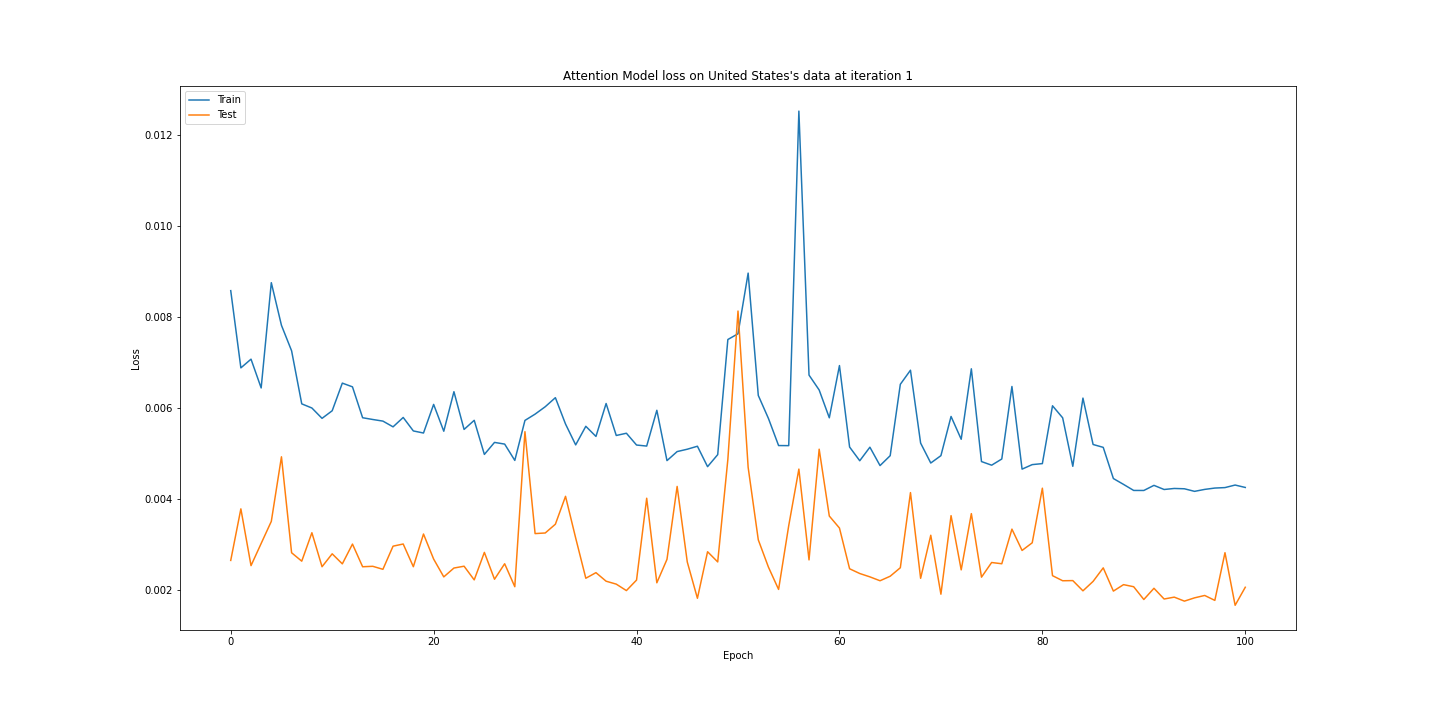 Attention Model loss on United States's data at iteration 1
Train
Test
0.012
0.010
0.008
0.006
0.004
0.002
Loss
0 20 40 60 80 100
Epoch